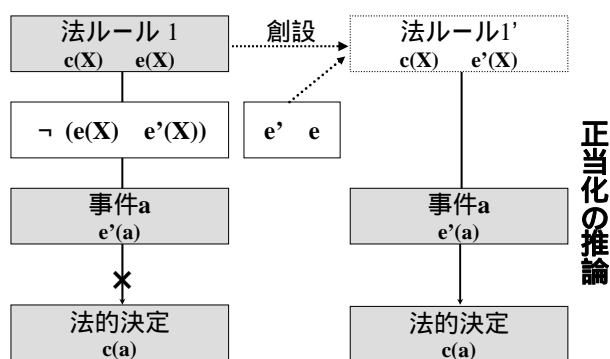 法ルール 1
c(X) e(X)
創設
法ルール1’
c(X) e’(X)
¬ (e(X) e’(X))
e’ e
事件a
e’(a)
事件a
e’(a)
法的決定
c(a)
法的決定
c(a)
正当化の推論